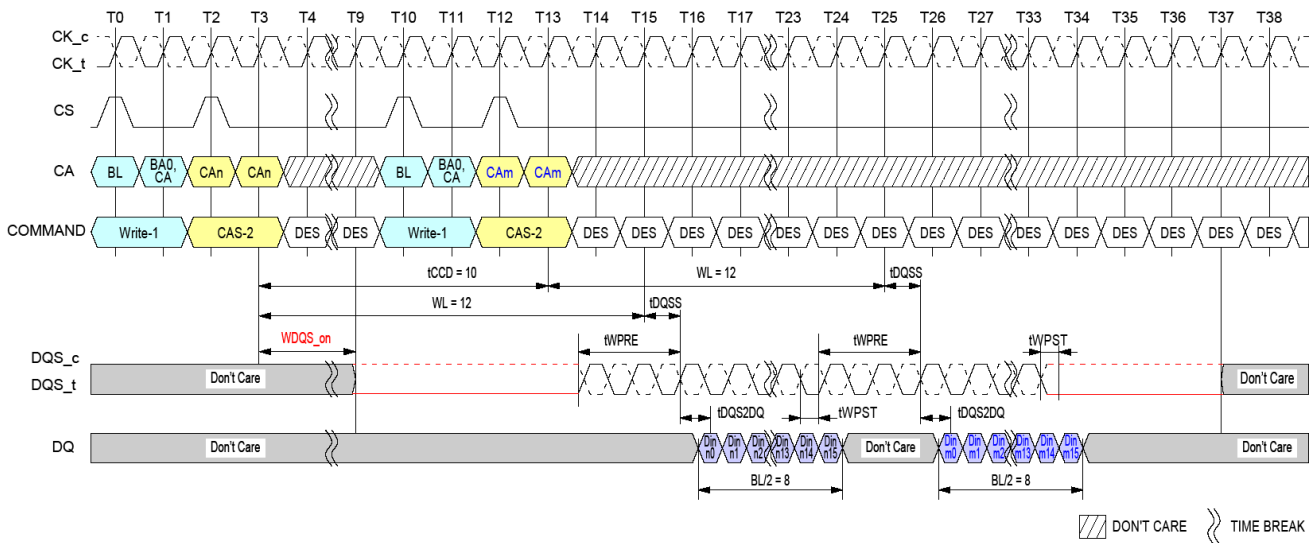 T0 T1 T2 T3 T4 T9 T10 T11 T12 T13 T14 T15 T16 T17 T23 T24 T25 T26 T27 T33 T34 T35 T36 T37 T38
CK_c
CK_t
CS
CA BL BA0, CA CAn CAn BL BA0, CA CAm CAm
COMMAND Write-1 CAS-2 DES DES Write-1 CAS-2 DES DES DES DES DES DES DES DES DES DES DES DES DES DES DES
tCCD = 10 WL = 12 tDQSS
WL = 12 tDQSS
WDQS_on tWPRE tWPRE tWPST
DQS_c
DQS_t Don't Care Don't Care
tDQS2DQ tWPST tDQS2DQ
DQ Don't Care Din n0 Din n1 Din n2 Din n13 Din n14 Din n15 Don't Care Din m0 Din m1 Din m2 Din m13 Din m14 Din m15 Don't Care
BL/2 = 8 BL/2 = 8
DON'T CARE TIME BREAK